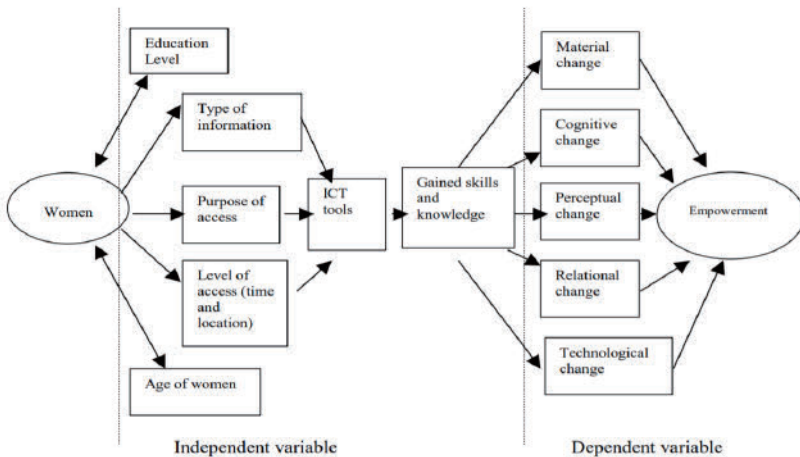 Education
Level
Type of
information
Women
Purpose of
access
Level of
access (time
and
location)
Age of women
ICT
tools
Gained skills
and
knowledge
Material
change
Cognitive
change
Perceptual
change
Relational
change
Technological
change
Empowerment
Independent variable
Dependent variable